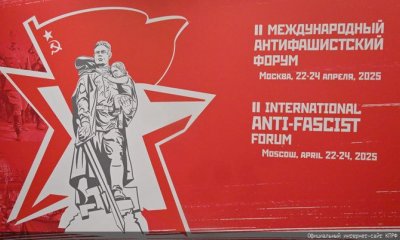 II МЕЖДУНАРОДНЫЙ
АНТИФАШИСТСКИЙ
ФОРУМ
Москва, 22-24 апреля, 2025
II INTERNATIONAL
ANTI-FASCIST
FORUM
Moscow, april 22-24, 2025
Официальный интернет-сайт КПРФ